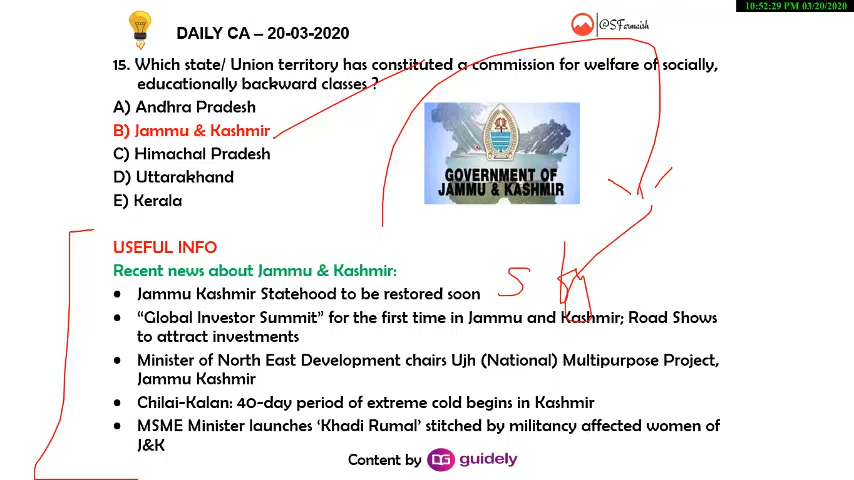 10:52:29 PM 03/20/2020
DAILY CA – 20-03-2020
@SFarmaish
15. Which state/ Union territory has constituted a commission for welfare of socially,
educationally backward classes ?
A) Andhra Pradesh
B) Jammu & Kashmir
C) Himachal Pradesh
D) Uttarakhand
E) Kerala
GOVERNMENT OF
JAMMU & KASHMIR
USEFUL INFO
Recent news about Jammu & Kashmir:
• Jammu Kashmir Statehood to be restored soon
• “Global Investor Summit” for the first time in Jammu and Kashmir; Road Shows
to attract investments
• Minister of North East Development chairs Ujh (National) Multipurpose Project,
Jammu Kashmir
• Chilai-Kalan: 40-day period of extreme cold begins in Kashmir
• MSME Minister launches ‘Khadi Rumal’ stitched by militancy affected women of
J&K
Content by guidely